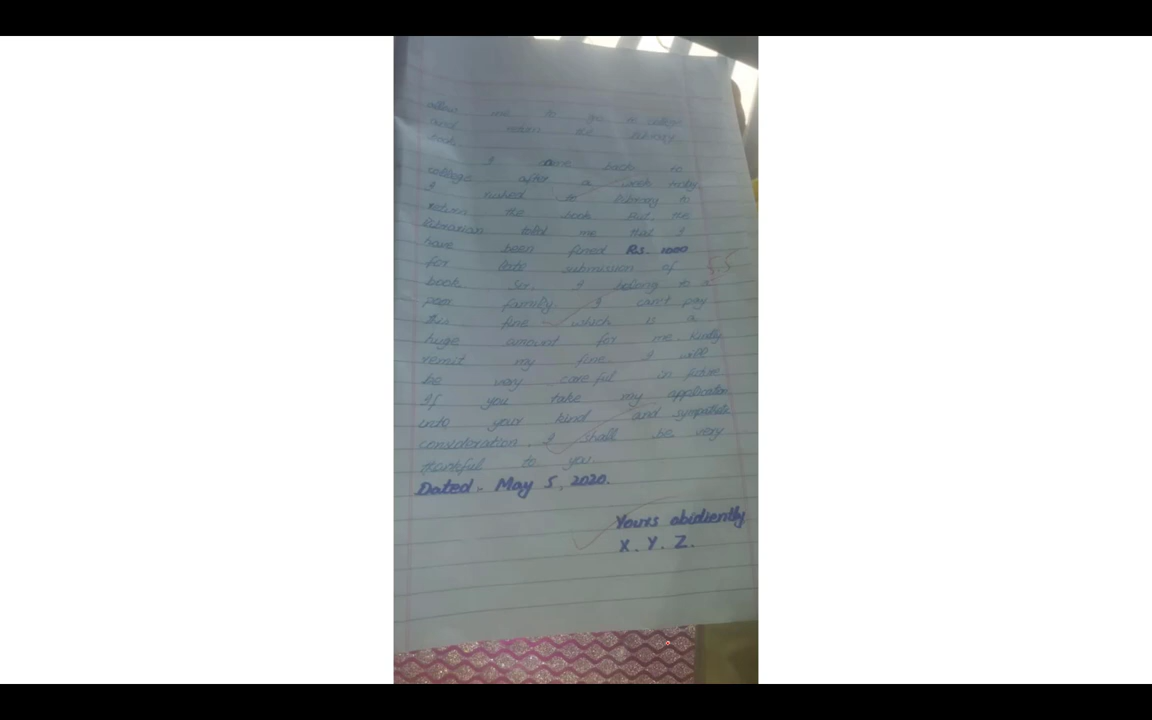 allow me to go to college
and return the library
book.
I came back to
college after a week today.
I rushed to library to
return the book. But, the
librarian told me that I
have been fined Rs. 1000
for late submission of
book. Sir, I belong to a
poor family. I can't pay
this fine which is a
huge amount for me. Kindly
remit my fine. I will
be very careful in future
If you take my application
into your kind and sympathetic
consideration, I shall be very
thankful to you.
Dated:- May 5, 2020.
Yours obidiently
X. Y. Z.